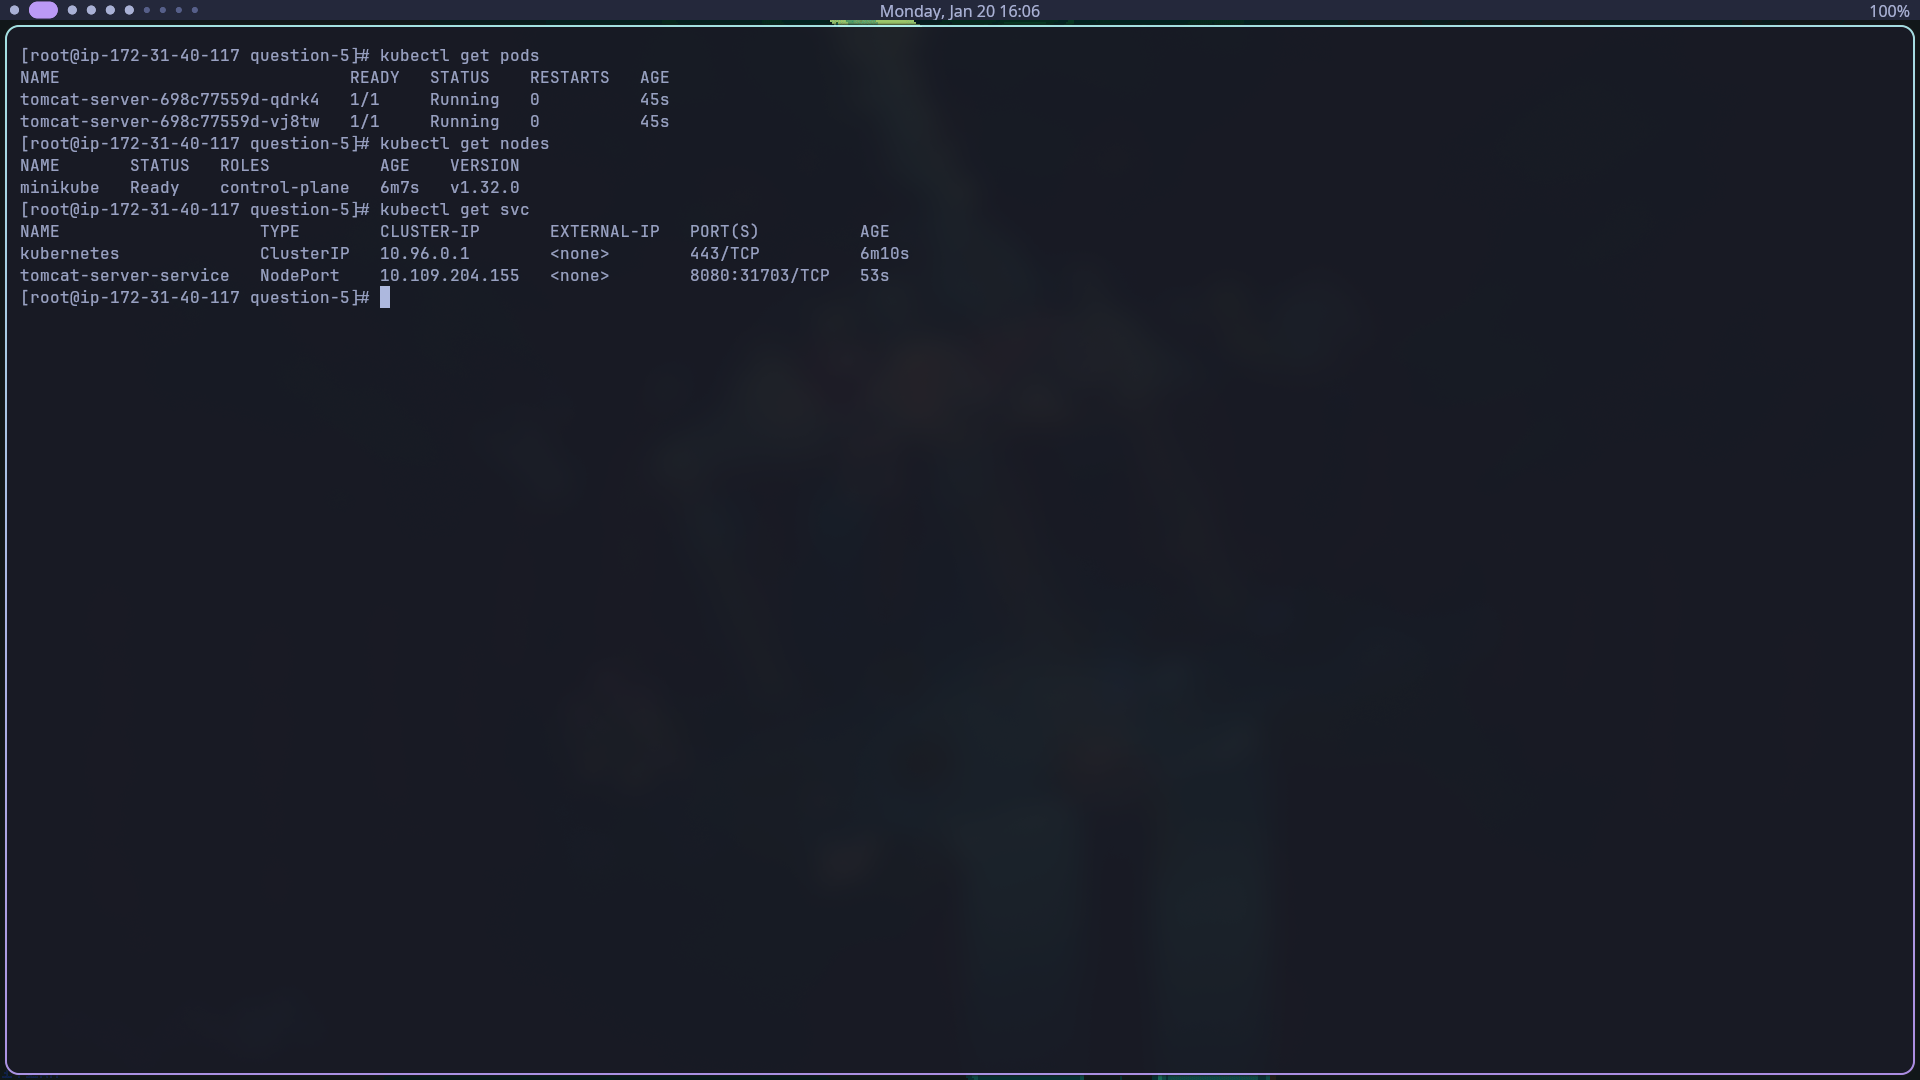 Monday, Jan 20 16:06
100%
[root@ip-172-31-40-117 question-5]# kubectl get pods
NAME                             READY   STATUS    RESTARTS   AGE
tomcat-server-698c77559d-qdrk4   1/1     Running   0          45s
tomcat-server-698c77559d-vj8tw   1/1     Running   0          45s
[root@ip-172-31-40-117 question-5]# kubectl get nodes
NAME       STATUS   ROLES           AGE    VERSION
minikube   Ready    control-plane   6m7s   v1.32.0
[root@ip-172-31-40-117 question-5]# kubectl get svc
NAME                    TYPE        CLUSTER-IP       EXTERNAL-IP   PORT(S)          AGE
kubernetes              ClusterIP   10.96.0.1        <none>        443/TCP          6m10s
tomcat-server-service   NodePort    10.109.204.155   <none>        8080:31703/TCP   53s
[root@ip-172-31-40-117 question-5]#